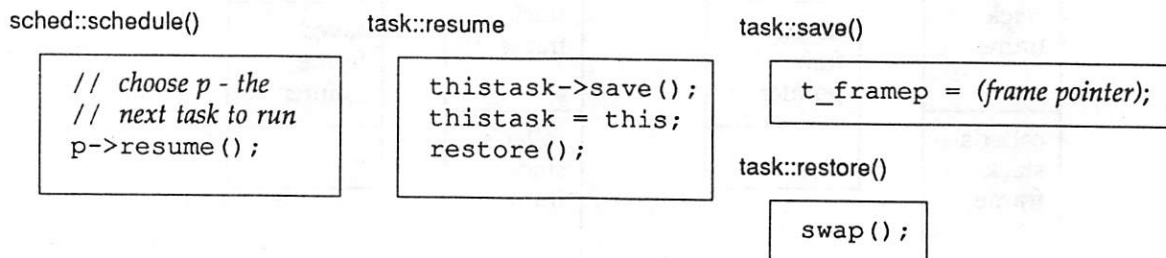 sched::schedule()
// choose p - the
// next task to run
p->resume();
task::resume
thistask->save();
thistask = this;
restore();
task::save()
t_framep = (frame pointer);
task::restore()
swap();